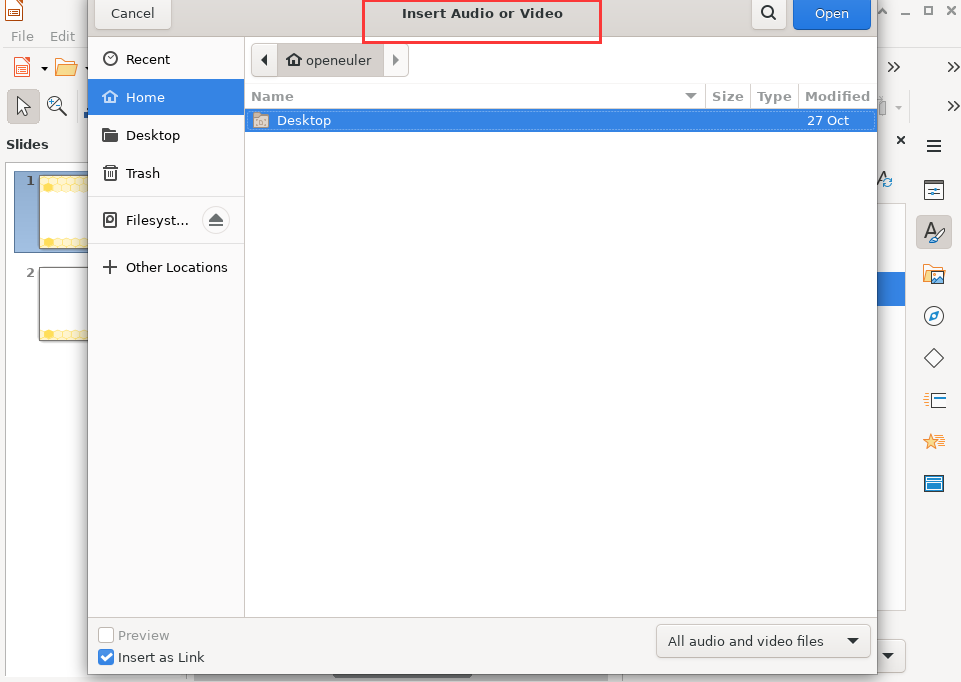 Cancel
Insert Audio or Video
Open
File Edit
Recent
openeuler
Home
Name Size Type Modified
Desktop 27 Oct
Desktop
Slides
Trash
1
Filesyst...
Other Locations
2
Preview
All audio and video files
Insert as Link